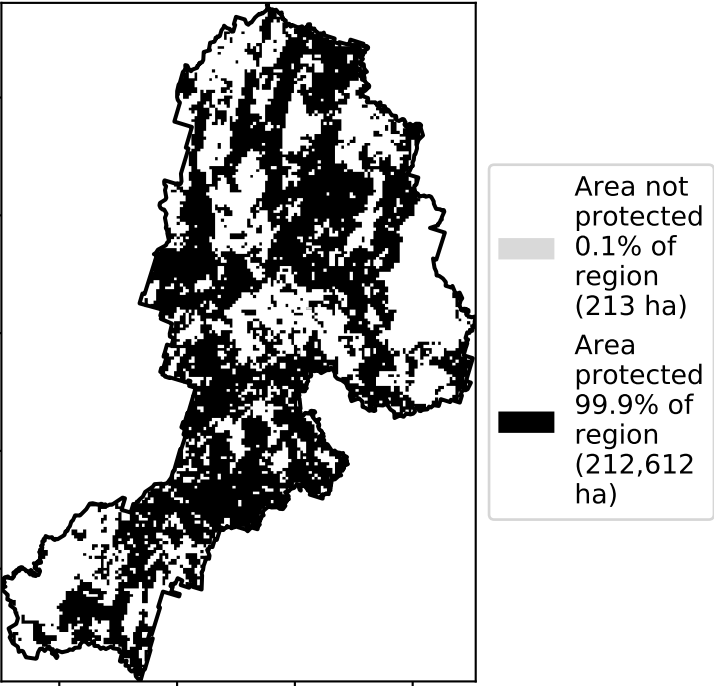 Area not
protected
0.1% of
region
(213 ha)
Area
protected
99.9% of
region
(212,612
ha)